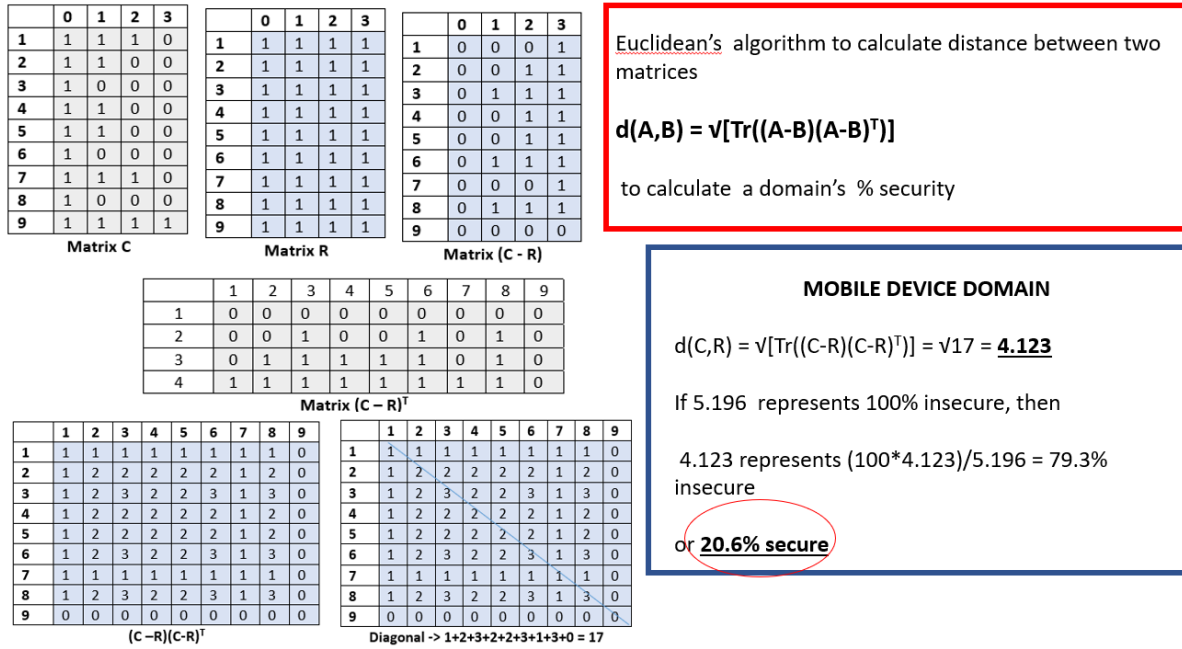 0 1 2 3
1 1 1 1 0
2 1 1 0 0
3 1 0 0 0
4 1 1 0 0
5 1 1 0 0
6 1 0 0 0
7 1 1 1 0
8 1 0 0 0
9 1 1 1 1
Matrix C
0 1 2 3
1 1 1 1 1
2 1 1 1 1
3 1 1 1 1
4 1 1 1 1
5 1 1 1 1
6 1 1 1 1
7 1 1 1 1
8 1 1 1 1
9 1 1 1 1
Matrix R
0 1 2 3
1 0 0 0 1
2 0 0 1 1
3 0 1 1 1
4 0 0 1 1
5 0 0 1 1
6 0 1 1 1
7 0 0 0 1
8 0 1 1 1
9 0 0 0 0
Matrix (C - R)
Euclidean's algorithm to calculate distance between two
matrices
d(A,B) = √[Tr((A-B)(A-B)ᵀ)]
to calculate a domain's % security
1 2 3 4 5 6 7 8 9
1 0 0 0 0 0 0 0 0 0
2 0 0 1 0 0 1 0 1 0
3 0 1 1 1 1 1 0 1 0
4 1 1 1 1 1 1 1 1 0
Matrix (C – R)ᵀ
MOBILE DEVICE DOMAIN
d(C,R) = √[Tr((C-R)(C-R)ᵀ)] = √17 = 4.123
If 5.196 represents 100% insecure, then
4.123 represents (100*4.123)/5.196 = 79.3%
insecure
or 20.6% secure
1 2 3 4 5 6 7 8 9
1 1 1 1 1 1 1 1 1 0
2 1 2 2 2 2 2 1 2 0
3 1 2 3 2 2 3 1 3 0
4 1 2 2 2 2 2 1 2 0
5 1 2 2 2 2 2 1 2 0
6 1 2 3 2 2 3 1 3 0
7 1 1 1 1 1 1 1 1 0
8 1 2 3 2 2 3 1 3 0
9 0 0 0 0 0 0 0 0 0
(C –R)(C-R)ᵀ
1 2 3 4 5 6 7 8 9
1 1 1 1 1 1 1 1 1 0
2 1 2 2 2 2 2 1 2 0
3 1 2 3 2 2 3 1 3 0
4 1 2 2 2 2 2 1 2 0
5 1 2 2 2 2 2 1 2 0
6 1 2 3 2 2 3 1 3 0
7 1 1 1 1 1 1 1 1 0
8 1 2 3 2 2 3 1 3 0
9 0 0 0 0 0 0 0 0 0
Diagonal -> 1+2+3+2+2+3+1+3+0 = 17